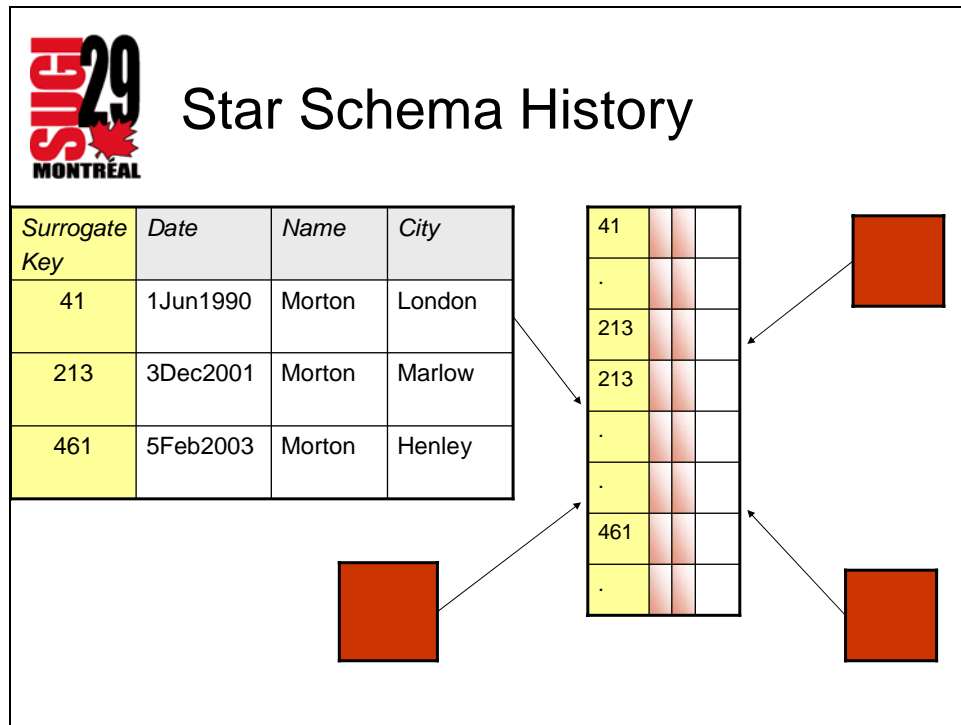 SUGI 29
MONTRÉAL
Star Schema History
Surrogate Key Date Name City
41 1Jun1990 Morton London
213 3Dec2001 Morton Marlow
461 5Feb2003 Morton Henley
41
.
213
213
.
.
461
.